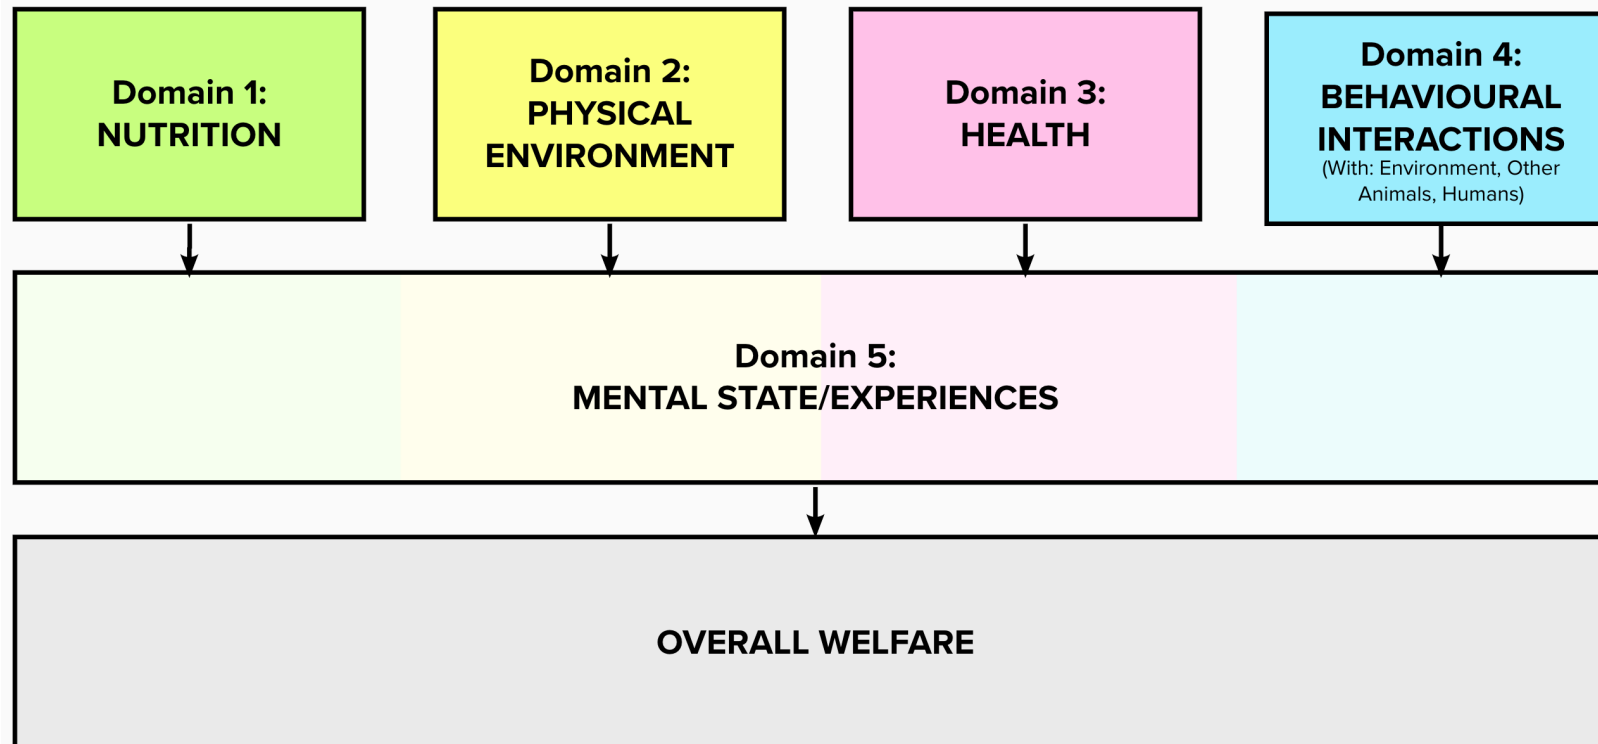 Domain 1:
NUTRITION
Domain 2:
PHYSICAL
ENVIRONMENT
Domain 3:
HEALTH
Domain 4:
BEHAVIOURAL
INTERACTIONS
(With: Environment, Other
Animals, Humans)
Domain 5:
MENTAL STATE/EXPERIENCES
OVERALL WELFARE